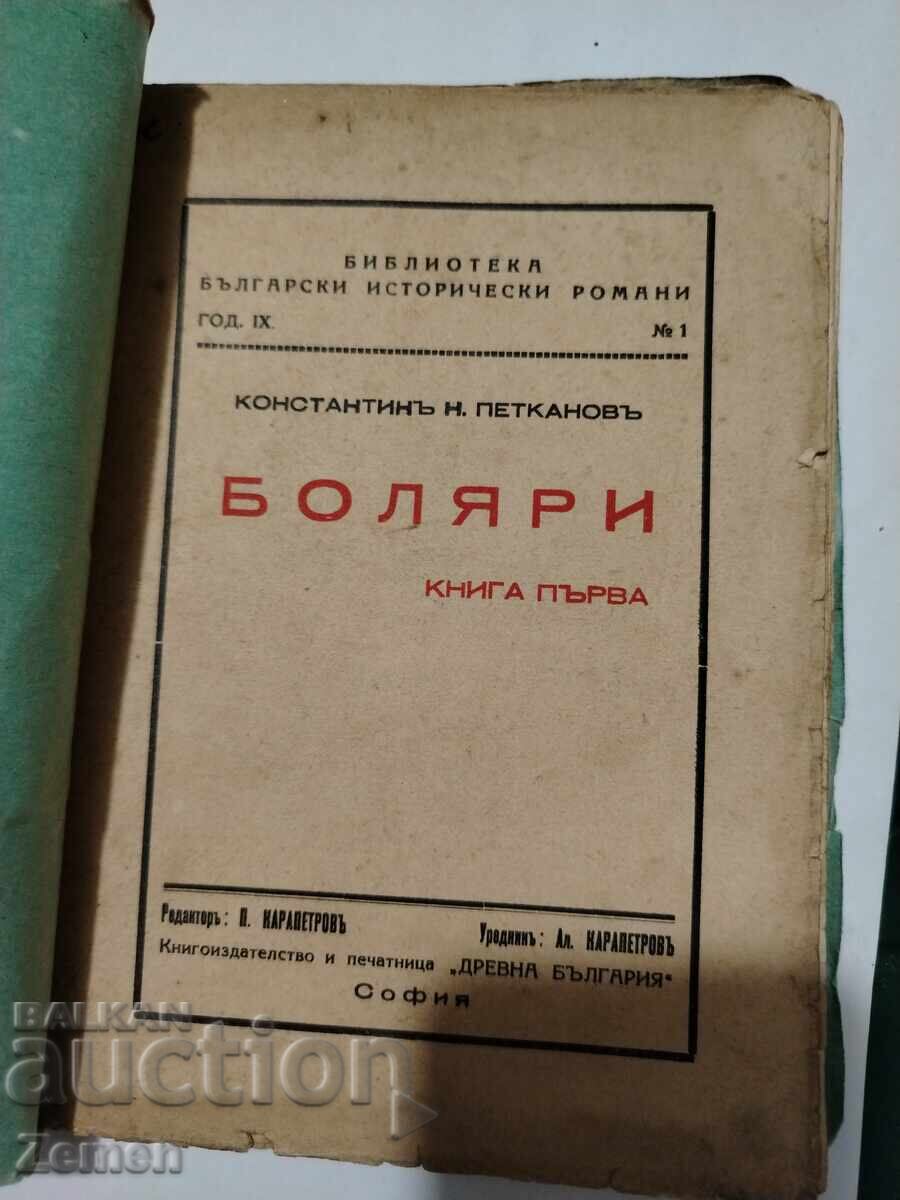 БИБЛИОТЕКА
БЪЛГАРСКИ ИСТОРИЧЕСКИ РОМАНИ
ГОД. IX. № 1
КОНСТАНТИНЪ Н. ПЕТКАНОВЪ
БОЛЯРИ
КНИГА ПЪРВА
Редакторъ: П. КАРАПЕТРОВЪ Уредникъ: Ал. КАРАПЕТРОВЪ
Книгоиздателство и печатница „ДРЕВНА БЪЛГАРИЯ“
София
BALKAN
auction
Zemen